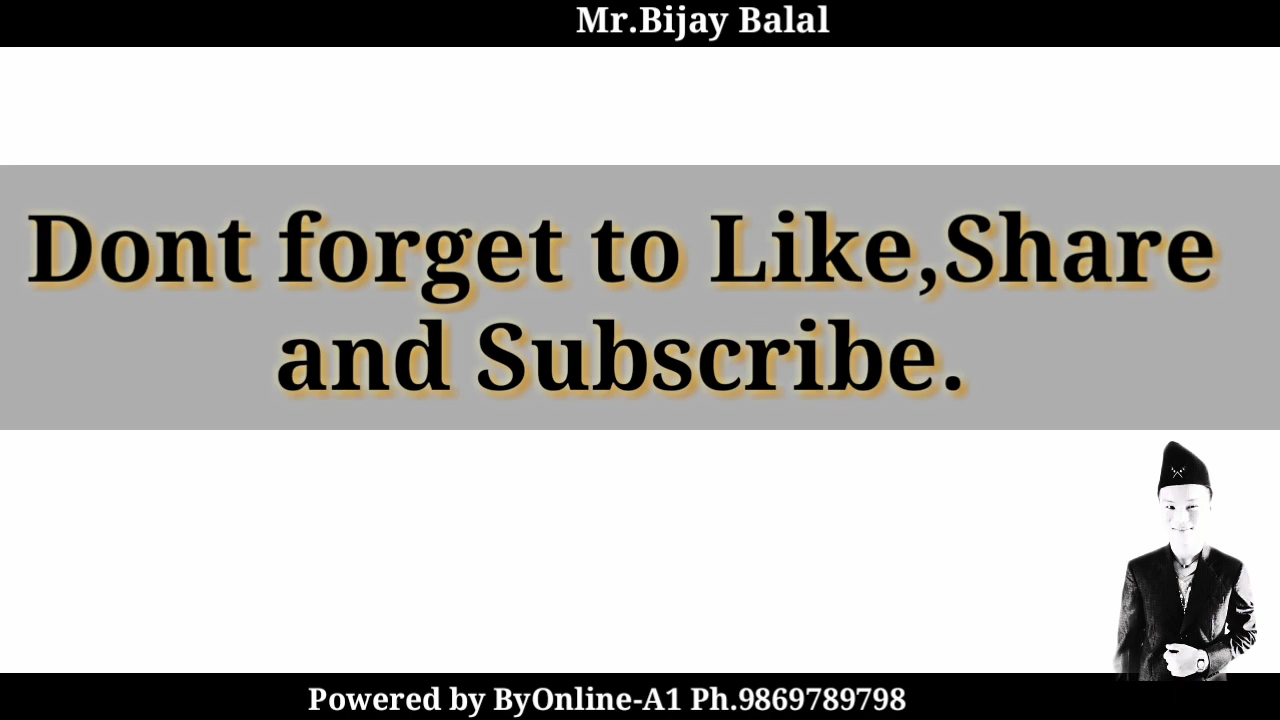 Mr.Bijay Balal
Dont forget to Like,Share
and Subscribe.
Powered by ByOnline-A1 Ph.9869789798